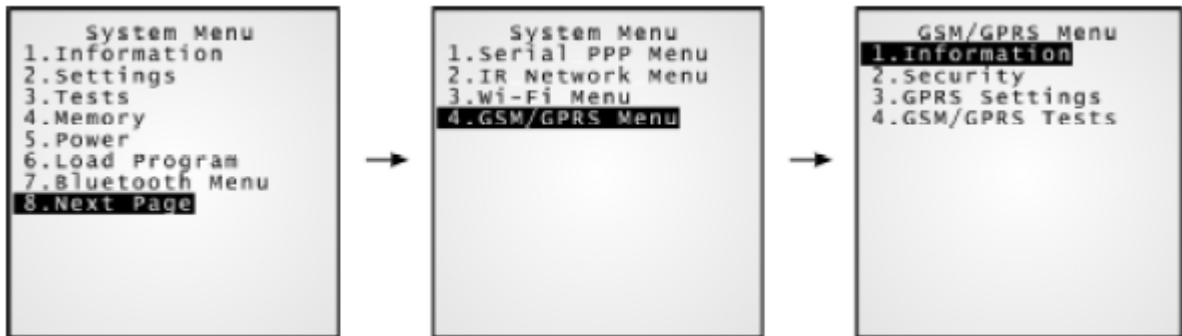 System Menu
1.Information
2.Settings
3.Tests
4.Memory
5.Power
6.Load Program
7.Bluetooth Menu
8.Next Page
System Menu
1.Serial PPP Menu
2.IR Network Menu
3.Wi-Fi Menu
4.GSM/GPRS Menu
GSM/GPRS Menu
1.Information
2.Security
3.GPRS Settings
4.GSM/GPRS Tests